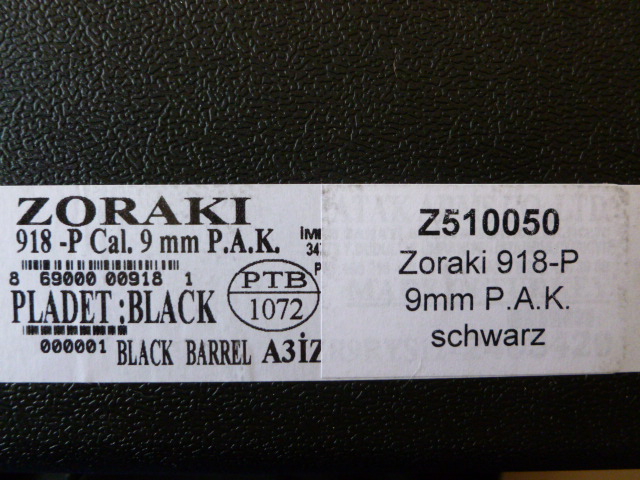 ZORAKI
918 -P Cal. 9 mm P.A.K.
8 69000 00918 1
PTB
1072
PLADET :BLACK
000001 BLACK BARREL A3İZ
Z510050
Zoraki 918-P
9mm P.A.K.
schwarz